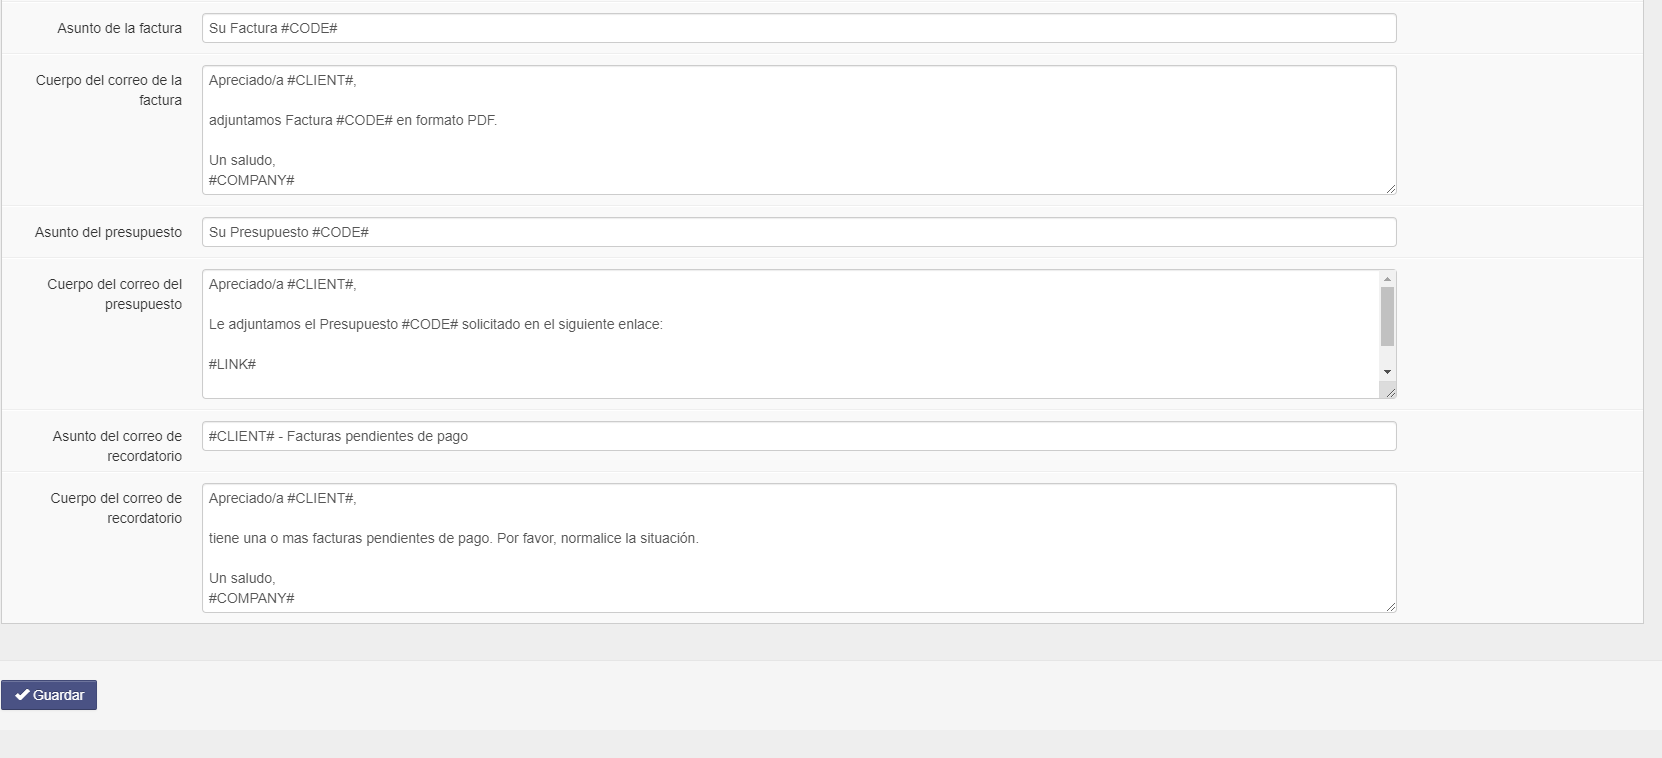 Asunto de la factura
Su Factura #CODE#
Cuerpo del correo de la
factura
Apreciado/a #CLIENT#,
adjuntamos Factura #CODE# en formato PDF.
Un saludo,
#COMPANY#
Asunto del presupuesto
Su Presupuesto #CODE#
Cuerpo del correo del
presupuesto
Apreciado/a #CLIENT#,
Le adjuntamos el Presupuesto #CODE# solicitado en el siguiente enlace:
#LINK#
Asunto del correo de
recordatorio
#CLIENT# - Facturas pendientes de pago
Cuerpo del correo de
recordatorio
Apreciado/a #CLIENT#,
tiene una o mas facturas pendientes de pago. Por favor, normalice la situación.
Un saludo,
#COMPANY#
Guardar